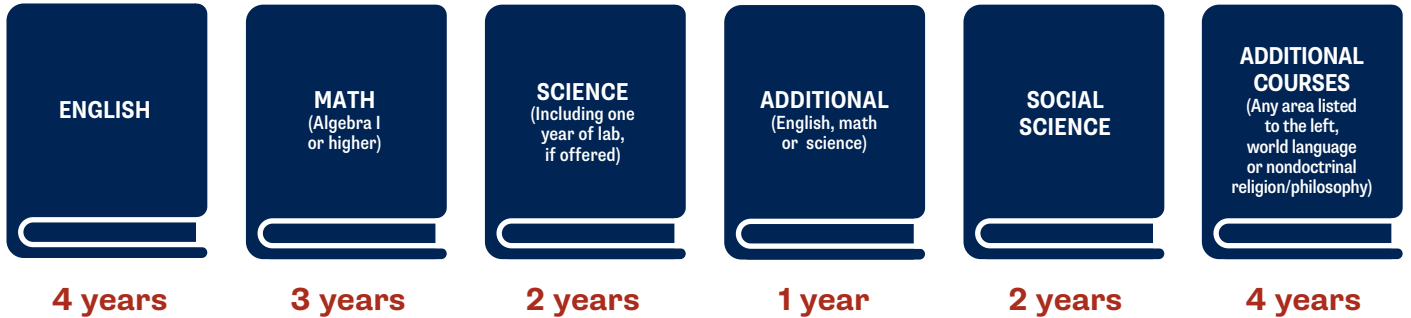 ENGLISH
4 years
MATH
(Algebra I
or higher)
3 years
SCIENCE
(Including one
year of lab,
if offered)
2 years
ADDITIONAL
(English, math
or science)
1 year
SOCIAL
SCIENCE
2 years
ADDITIONAL
COURSES
(Any area listed
to the left,
world language
or nondoctrinal
religion/philosophy)
4 years